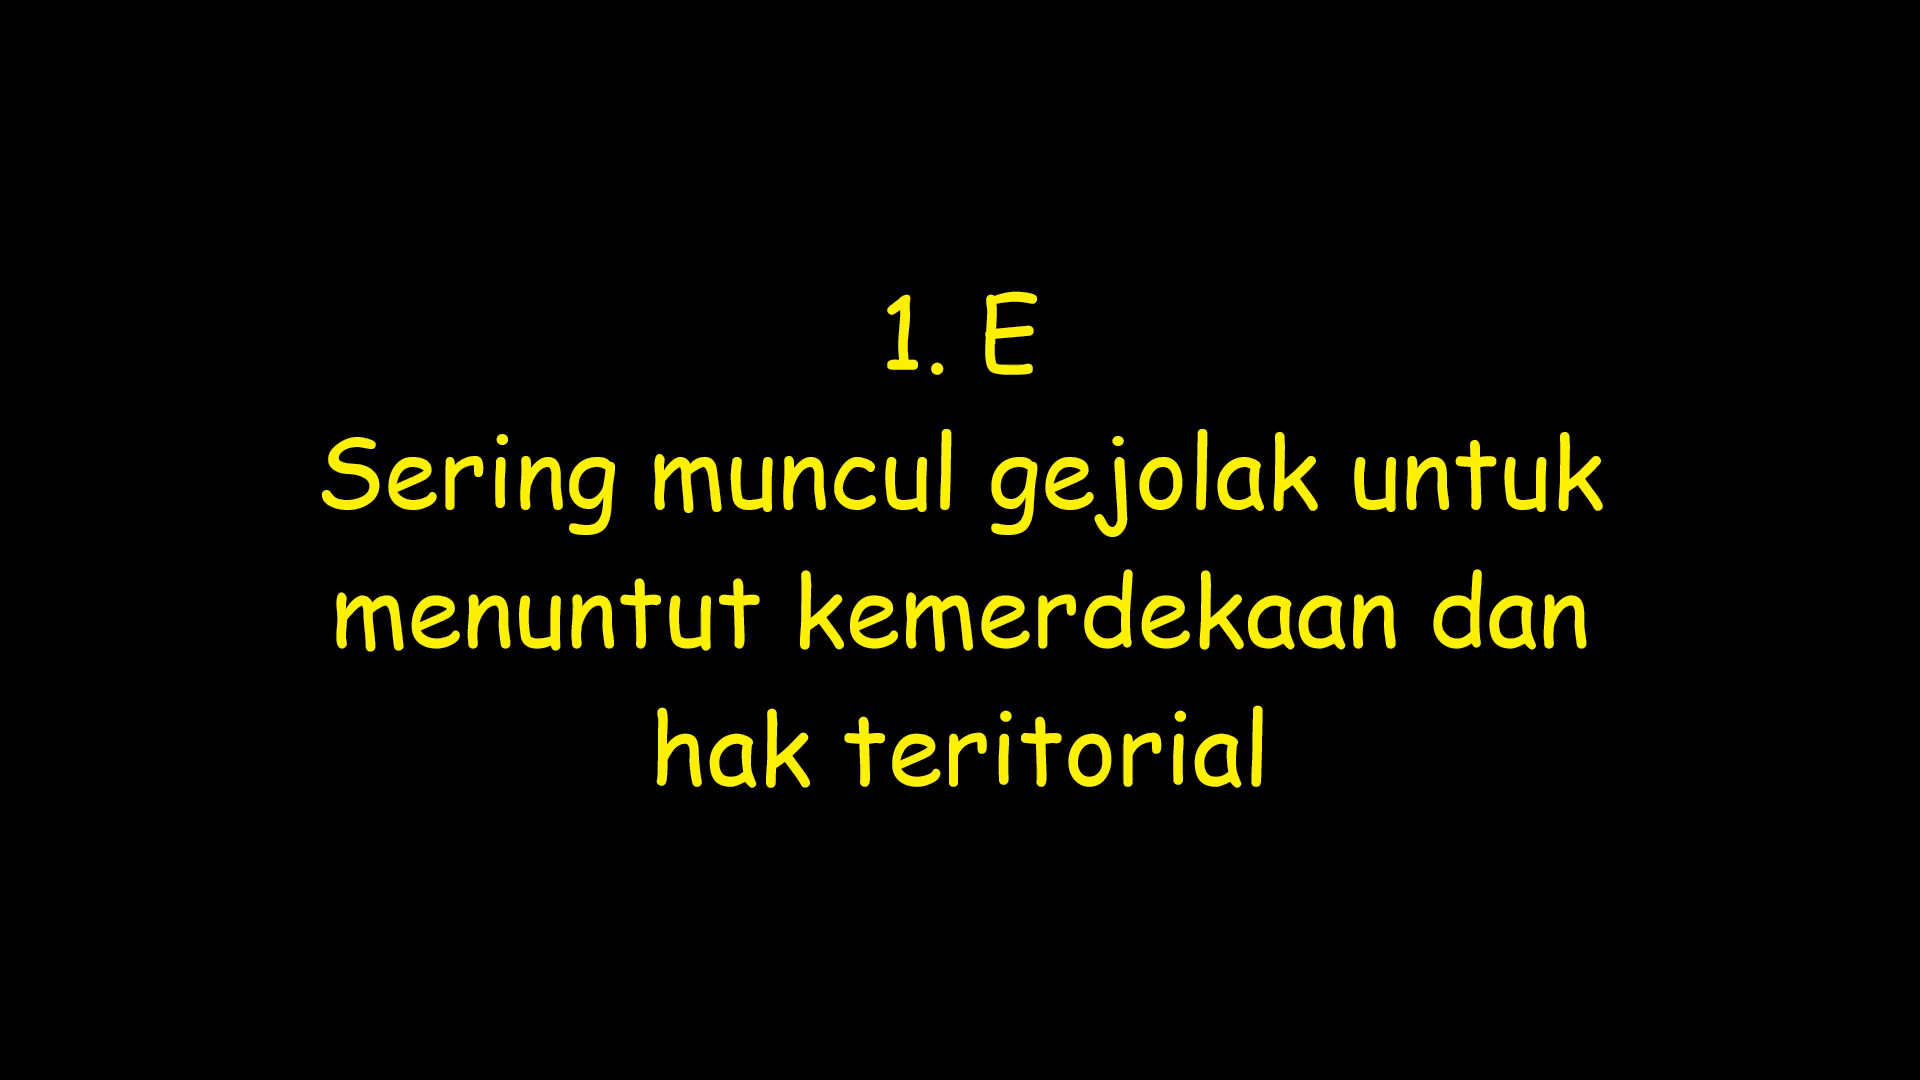 1. E
Sering muncul gejolak untuk
menuntut kemerdekaan dan
hak teritorial